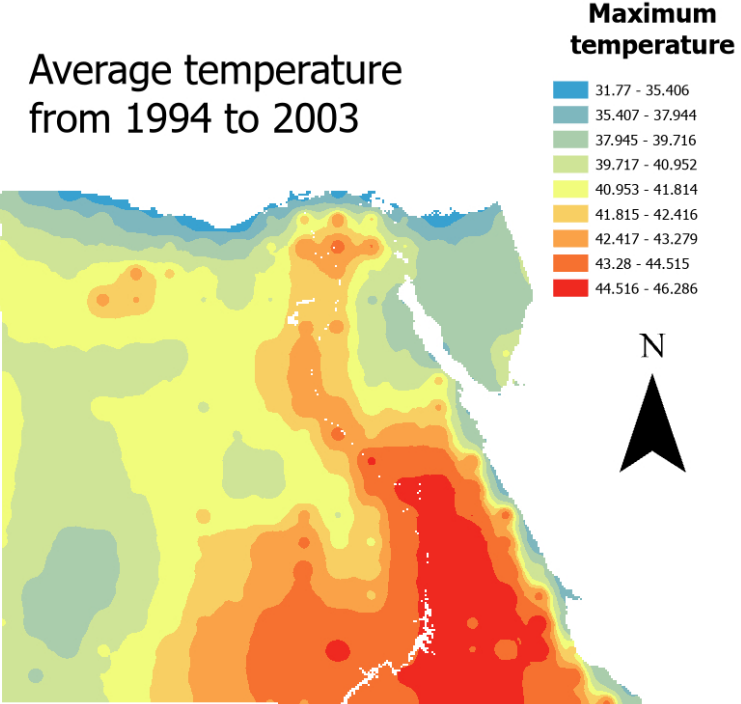 Average temperature
from 1994 to 2003
Maximum
temperature
31.77 - 35.406
35.407 - 37.944
37.945 - 39.716
39.717 - 40.952
40.953 - 41.814
41.815 - 42.416
42.417 - 43.279
43.28 - 44.515
44.516 - 46.286
N